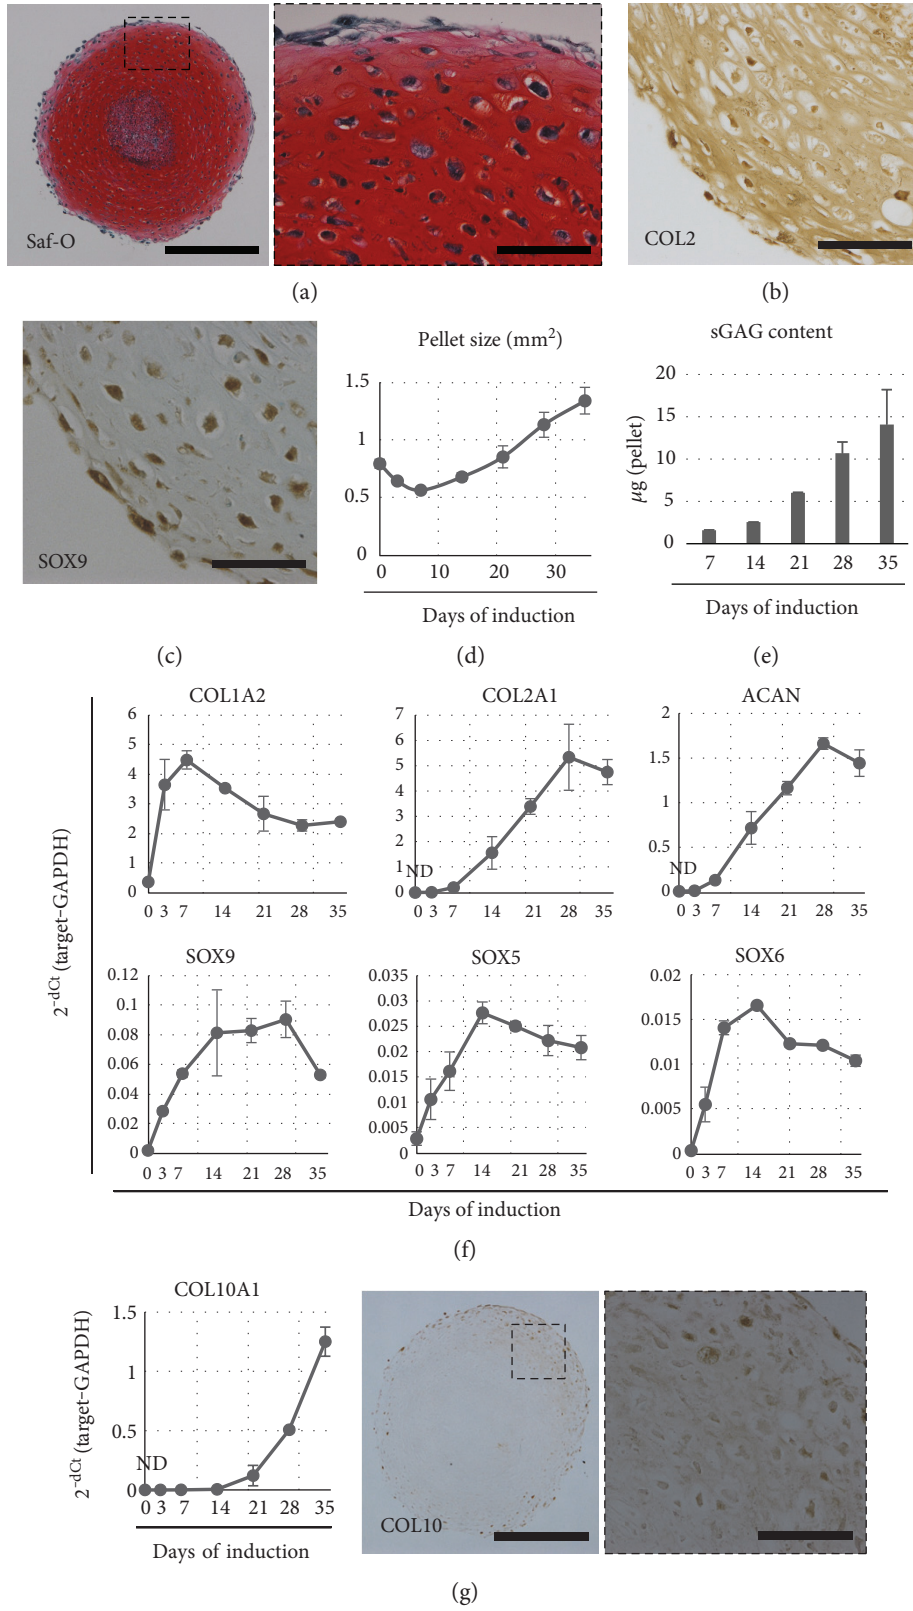 Saf-O
COL2
(a)
(b)
SOX9
(c)
Pellet size (mm²)
1.5
1
0.5
0
0 10 20 30
Days of induction
(d)
sGAG content
µg (pellet)
20
15
10
5
0
7 14 21 28 35
Days of induction
(e)
2^-dCt (target-GAPDH)
COL1A2
6
5
4
3
2
1
0
0 3 7 14 21 28 35
COL2A1
7
6
5
4
3
2
1
0
ND
0 3 7 14 21 28 35
ACAN
2
1.5
1
0.5
0
ND
0 3 7 14 21 28 35
SOX9
0.12
0.1
0.08
0.06
0.04
0.02
0
0 3 7 14 21 28 35
SOX5
0.035
0.03
0.025
0.02
0.015
0.01
0.005
0
0 3 7 14 21 28 35
SOX6
0.02
0.015
0.01
0.005
0
0 3 7 14 21 28 35
Days of induction
(f)
COL10A1
2^-dCt (target-GAPDH)
1.5
1
0.5
0
ND
0 3 7 14 21 28 35
Days of induction
COL10
(g)